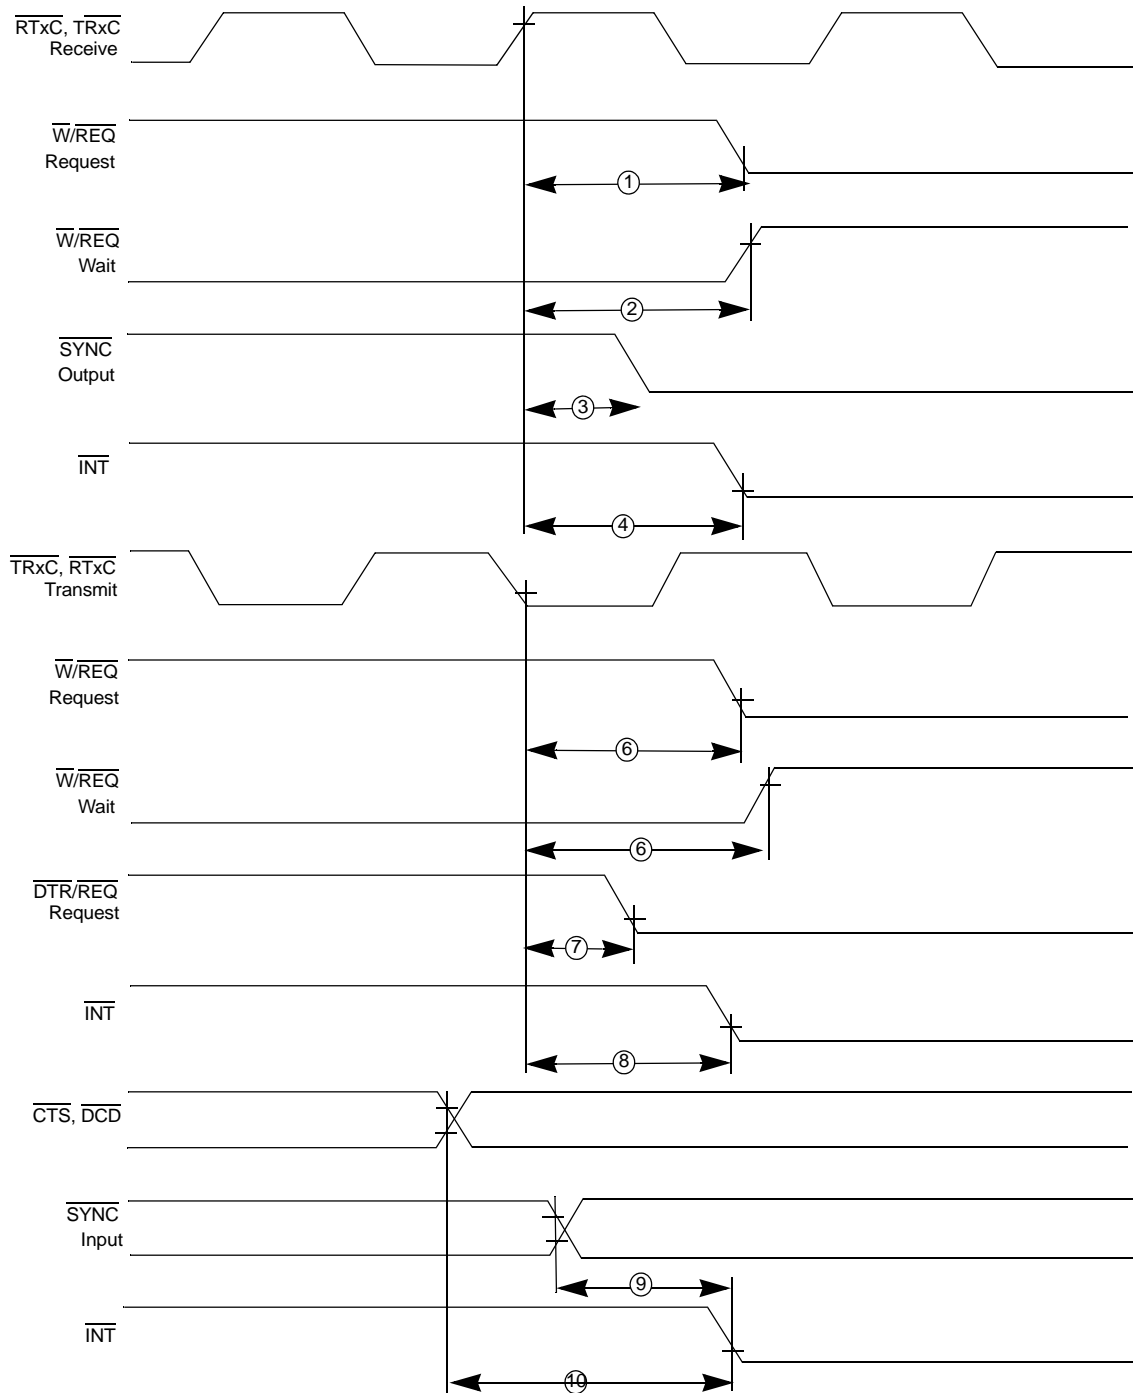 RTxC, TRxC
Receive
W/REQ
Request
1
W/REQ
Wait
2
SYNC
Output
3
INT
4
TRxC, RTxC
Transmit
W/REQ
Request
6
W/REQ
Wait
6
DTR/REQ
Request
7
INT
8
CTS, DCD
SYNC
Input
9
INT
10